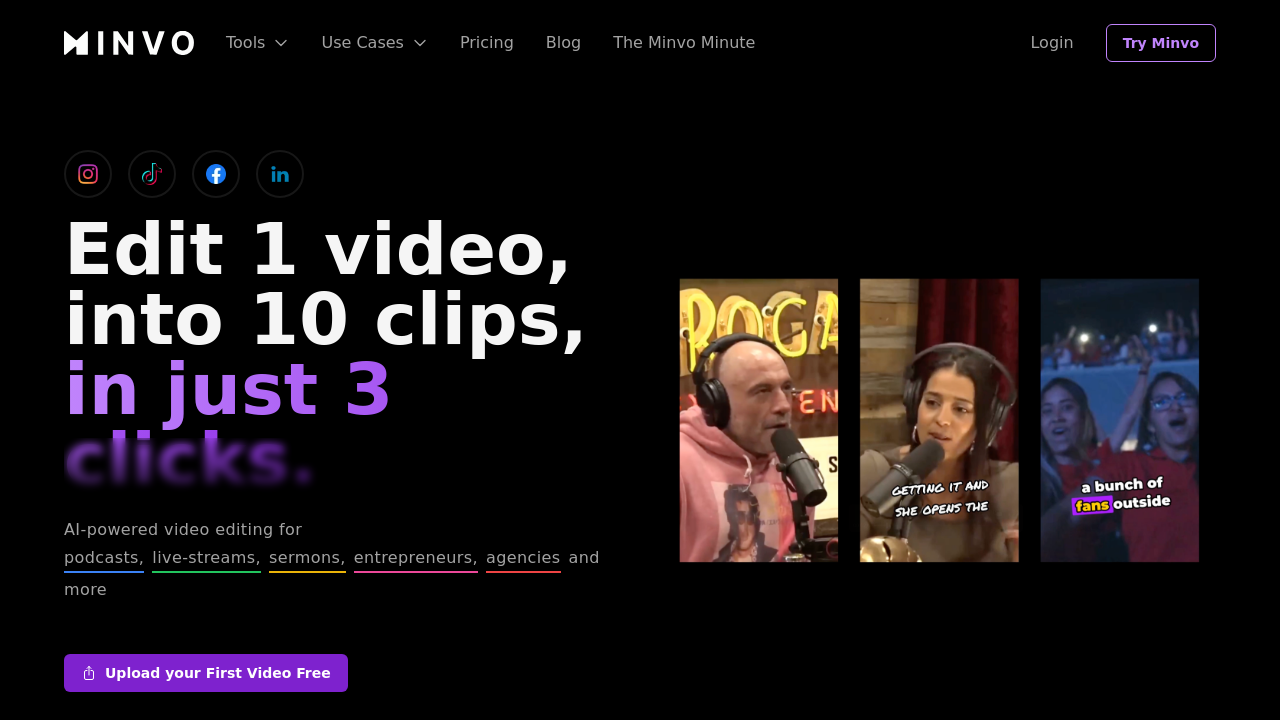 MINVO
Tools
Use Cases
Pricing
Blog
The Minvo Minute
Login
Try Minvo
Edit 1 video,
into 10 clips,
in just 3
clicks.
AI-powered video editing for
podcasts, live-streams, sermons, entrepreneurs, agencies and
more
Upload your First Video Free
ROGA
EN
S
GETTING IT AND
SHE OPENS THE
a bunch of
fans outside